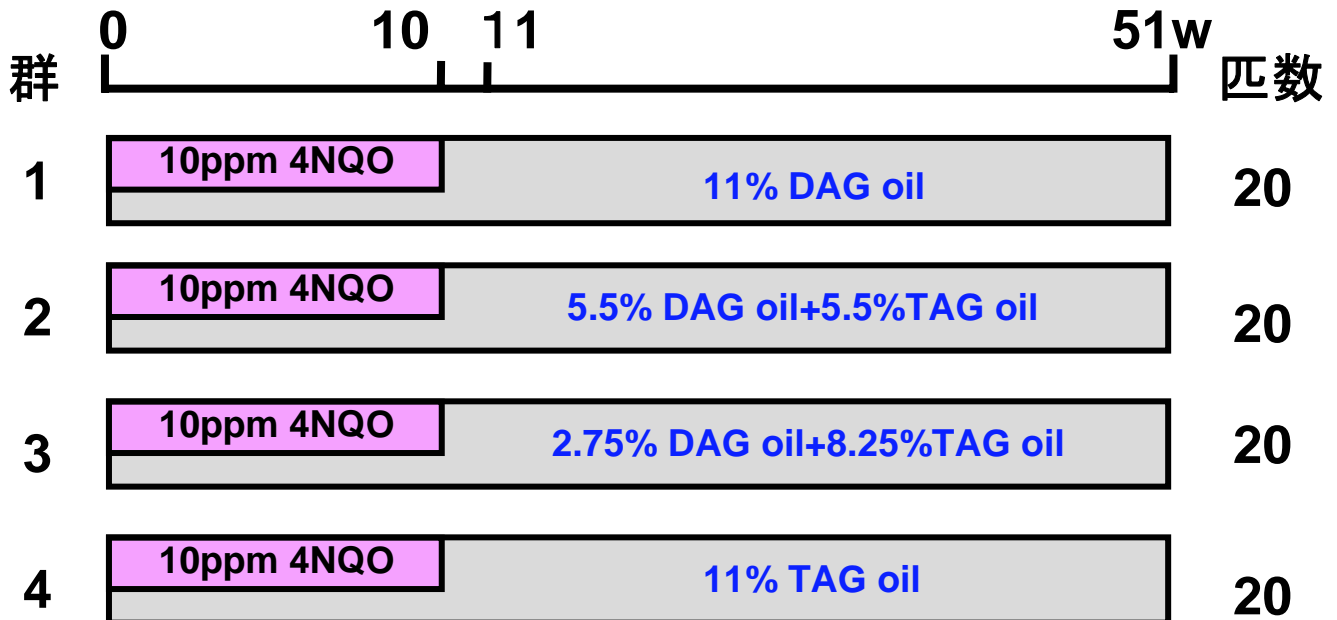 0 10 11 51w
群 匹数
1 10ppm 4NQO 11% DAG oil 20
2 10ppm 4NQO 5.5% DAG oil+5.5%TAG oil 20
3 10ppm 4NQO 2.75% DAG oil+8.25%TAG oil 20
4 10ppm 4NQO 11% TAG oil 20